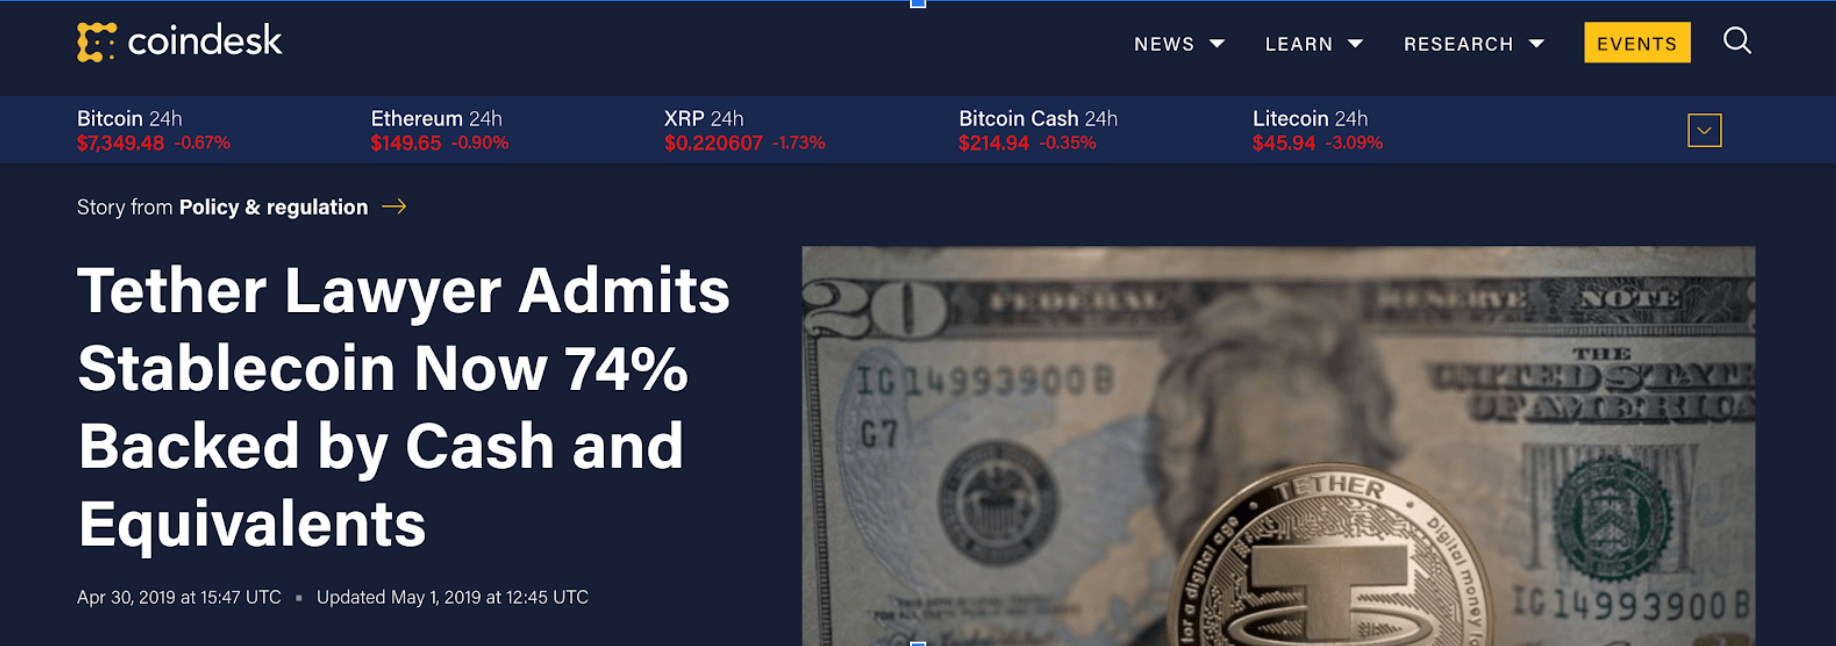 coindesk
NEWS LEARN RESEARCH EVENTS
Bitcoin 24h Ethereum 24h XRP 24h Bitcoin Cash 24h Litecoin 24h
$7,349.48 -0.67% $149.65 -0.90% $0.220607 -1.73% $214.94 -0.35% $45.94 -3.09%
Story from Policy & regulation →
Tether Lawyer Admits
Stablecoin Now 74%
Backed by Cash and
Equivalents
Apr 30, 2019 at 15:47 UTC ▪ Updated May 1, 2019 at 12:45 UTC
20 FEDERAL RESERVE NOTE
THE
UNITED STATE
OF AMERICA
IG 14993900 B
G7
TETHER
for a digital age
Digital money
IG 14993900 B